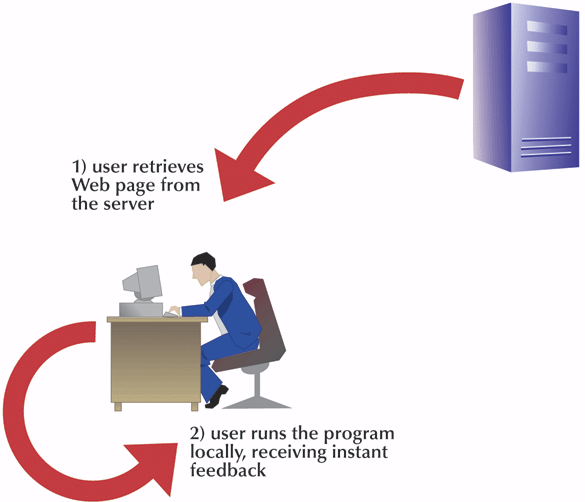 1) user retrieves
Web page from
the server
2) user runs the program
locally, receiving instant
feedback